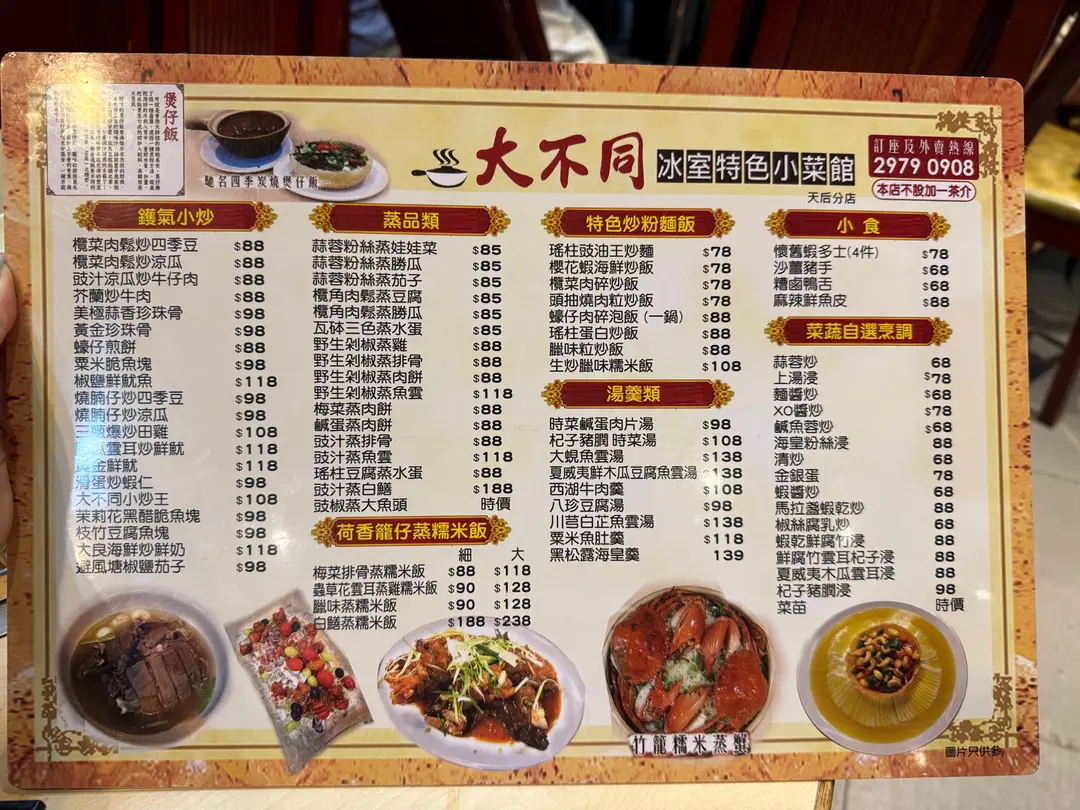 煲仔飯
馳名四季炭燒煲仔飯
大不同
冰室特色小菜館
天后分店
訂座及外賣熱線
2979 0908
本店不設加一茶介
鑊氣小炒
欖菜肉鬆炒四季豆 $88
欖菜肉鬆炒涼瓜 $88
豉汁涼瓜炒牛仔肉 $88
芥蘭炒牛肉 $88
美極蒜香珍珠骨 $98
黃金珍珠骨 $98
蠔仔煎餅 $88
粟米脆魚塊 $98
椒鹽鮮魷魚 $118
燒腩仔炒四季豆 $98
燒腩仔炒涼瓜 $98
爆炒田雞 $108
雲耳炒鮮魷 $118
金鮮魷 $118
滑蛋炒蝦仁 $98
大不同小炒王 $108
茉莉花黑醋脆魚塊 $98
枝竹豆腐魚塊 $98
大良海鮮炒鮮奶 $118
避風塘椒鹽茄子 $98
蒸品類
蒜蓉粉絲蒸娃娃菜 $85
蒜蓉粉絲蒸勝瓜 $85
蒜蓉粉絲蒸茄子 $85
欖角肉鬆蒸豆腐 $85
欖角肉鬆蒸勝瓜 $85
瓦砵三色蒸水蛋 $85
野生剁椒蒸雞 $88
野生剁椒蒸排骨 $88
野生剁椒蒸肉餅 $88
野生剁椒蒸魚雲 $118
梅菜蒸肉餅 $88
鹹蛋蒸肉餅 $88
豉汁蒸排骨 $88
豉汁蒸魚雲 $118
瑤柱豆腐蒸水蛋 $88
豉汁蒸白鱔 $188
豉椒蒸大魚頭 時價
荷香籠仔蒸糯米飯
細 大
梅菜排骨蒸糯米飯 $88 $118
蟲草花雲耳蒸雞糯米飯 $90 $128
臘味蒸糯米飯 $90 $128
白鱔蒸糯米飯 $188 $238
特色炒粉麵飯
瑤柱豉油王炒麵 $78
櫻花蝦海鮮炒飯 $78
欖菜肉碎炒飯 $78
頭抽燒肉粒炒飯 $78
蠔仔肉碎泡飯(一鍋) $88
瑤柱蛋白炒飯 $88
臘味粒炒飯 $88
生炒臘味糯米飯 $108
湯羹類
時菜鹹蛋肉片湯 $98
杞子豬膶時菜湯 $108
大蜆魚雲湯 $138
夏威夷鮮木瓜豆腐魚雲湯 $138
西湖牛肉羹 $108
八珍豆腐湯 $98
川芎白芷魚雲湯 $138
粟米魚肚羹 $118
黑松露海皇羹 139
小食
懷舊蝦多士(4件) $78
沙薑豬手 $68
糟鹵鴨舌 $68
麻辣鮮魚皮 $88
菜蔬自選烹調
蒜蓉炒 68
上湯浸 $78
麵醬炒 $68
XO醬炒 $78
鹹魚蓉炒 $68
海皇粉絲浸 88
清炒 68
金銀蛋 78
蝦醬炒 68
馬拉盞蝦乾炒 88
椒絲腐乳炒 68
蝦乾鮮腐竹浸 88
鮮腐竹雲耳杞子浸 88
夏威夷木瓜雲耳浸 88
杞子豬膶浸 98
菜苗 時價
竹籠糯米蒸蟹
圖片只供參